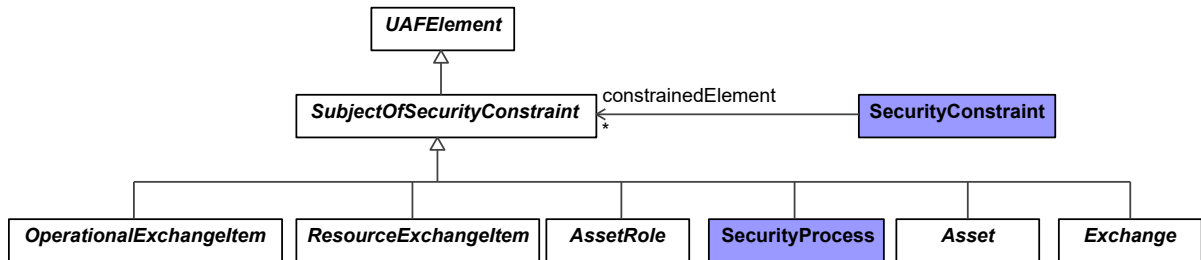 UAFElement
constrainedElement
SubjectOfSecurityConstraint
SecurityConstraint
*
OperationalExchangeItem
ResourceExchangeItem
AssetRole
SecurityProcess
Asset
Exchange